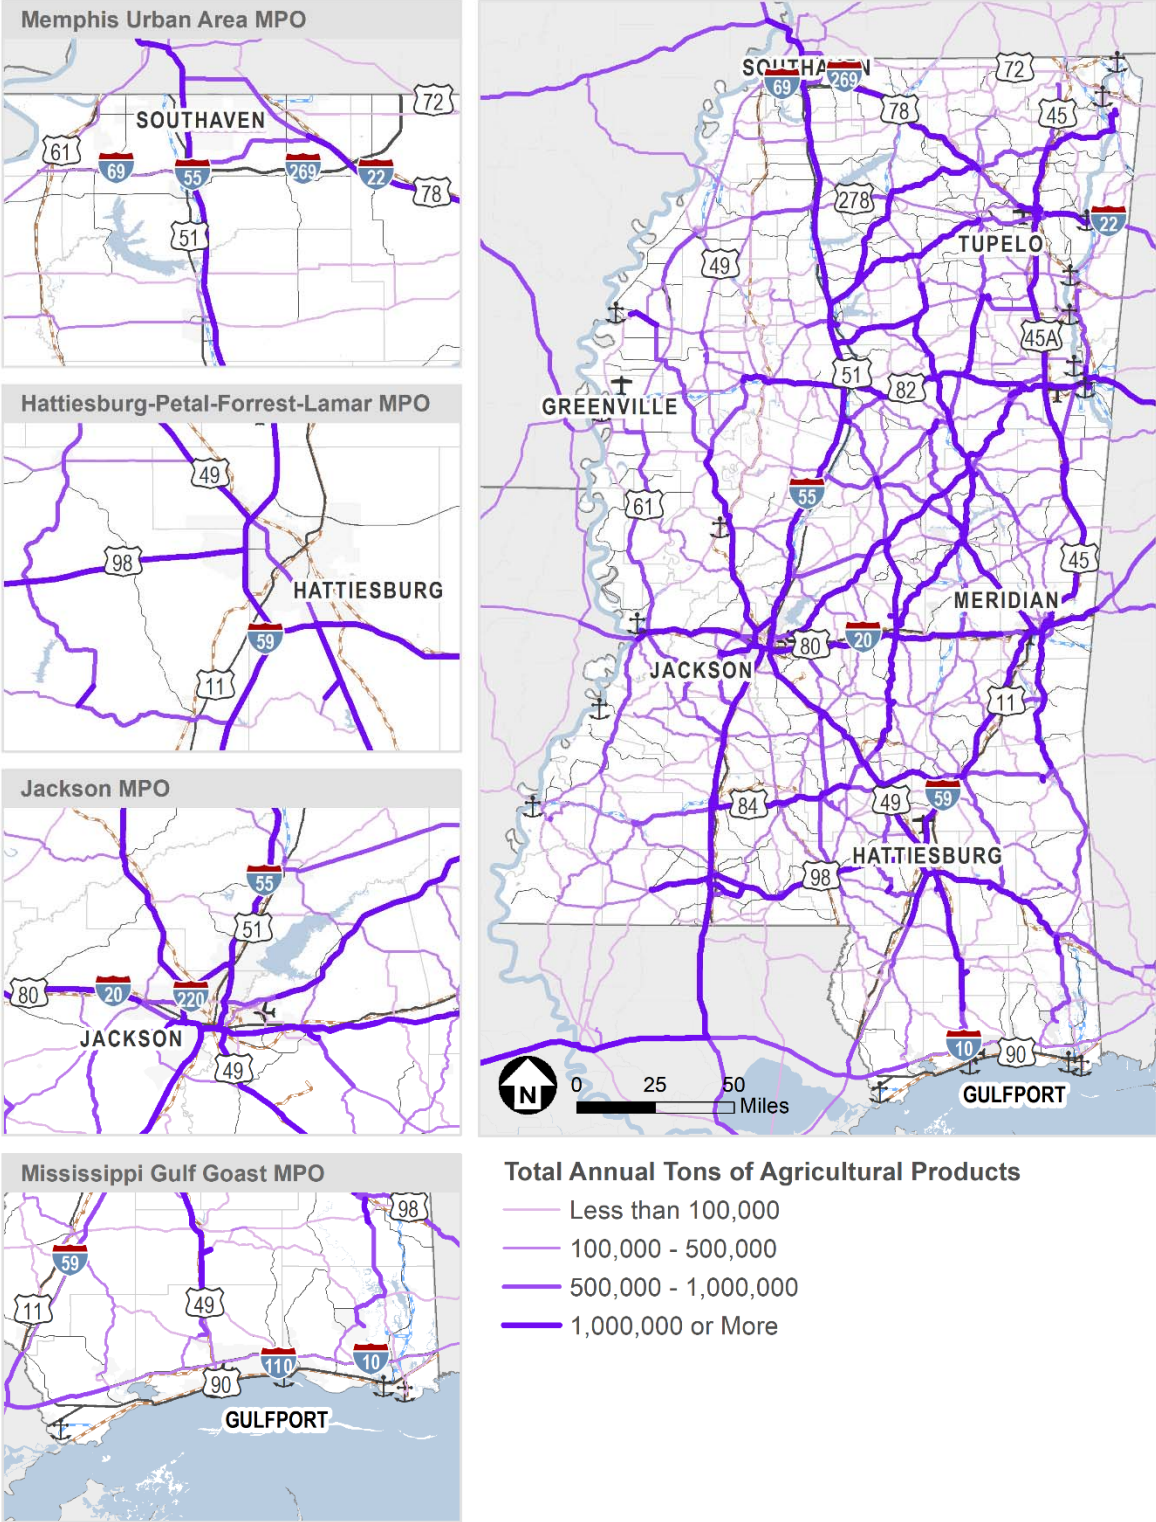 Memphis Urban Area MPO
72
SOUTHAVEN
61
69
55
269
22
78
51
Hattiesburg-Petal-Forrest-Lamar MPO
49
98
HATTIESBURG
59
11
Jackson MPO
55
51
80
20
220
JACKSON
49
Mississippi Gulf Goast MPO
98
59
11
49
110
10
90
GULFPORT
SOUTHAVEN
72
69
269
78
45
278
22
TUPELO
49
45A
51
82
GREENVILLE
55
61
45
MERIDIAN
80
20
JACKSON
11
84
49
59
HATTIESBURG
98
10
90
GULFPORT
N
0 25 50
Miles
Total Annual Tons of Agricultural Products
Less than 100,000
100,000 - 500,000
500,000 - 1,000,000
1,000,000 or More